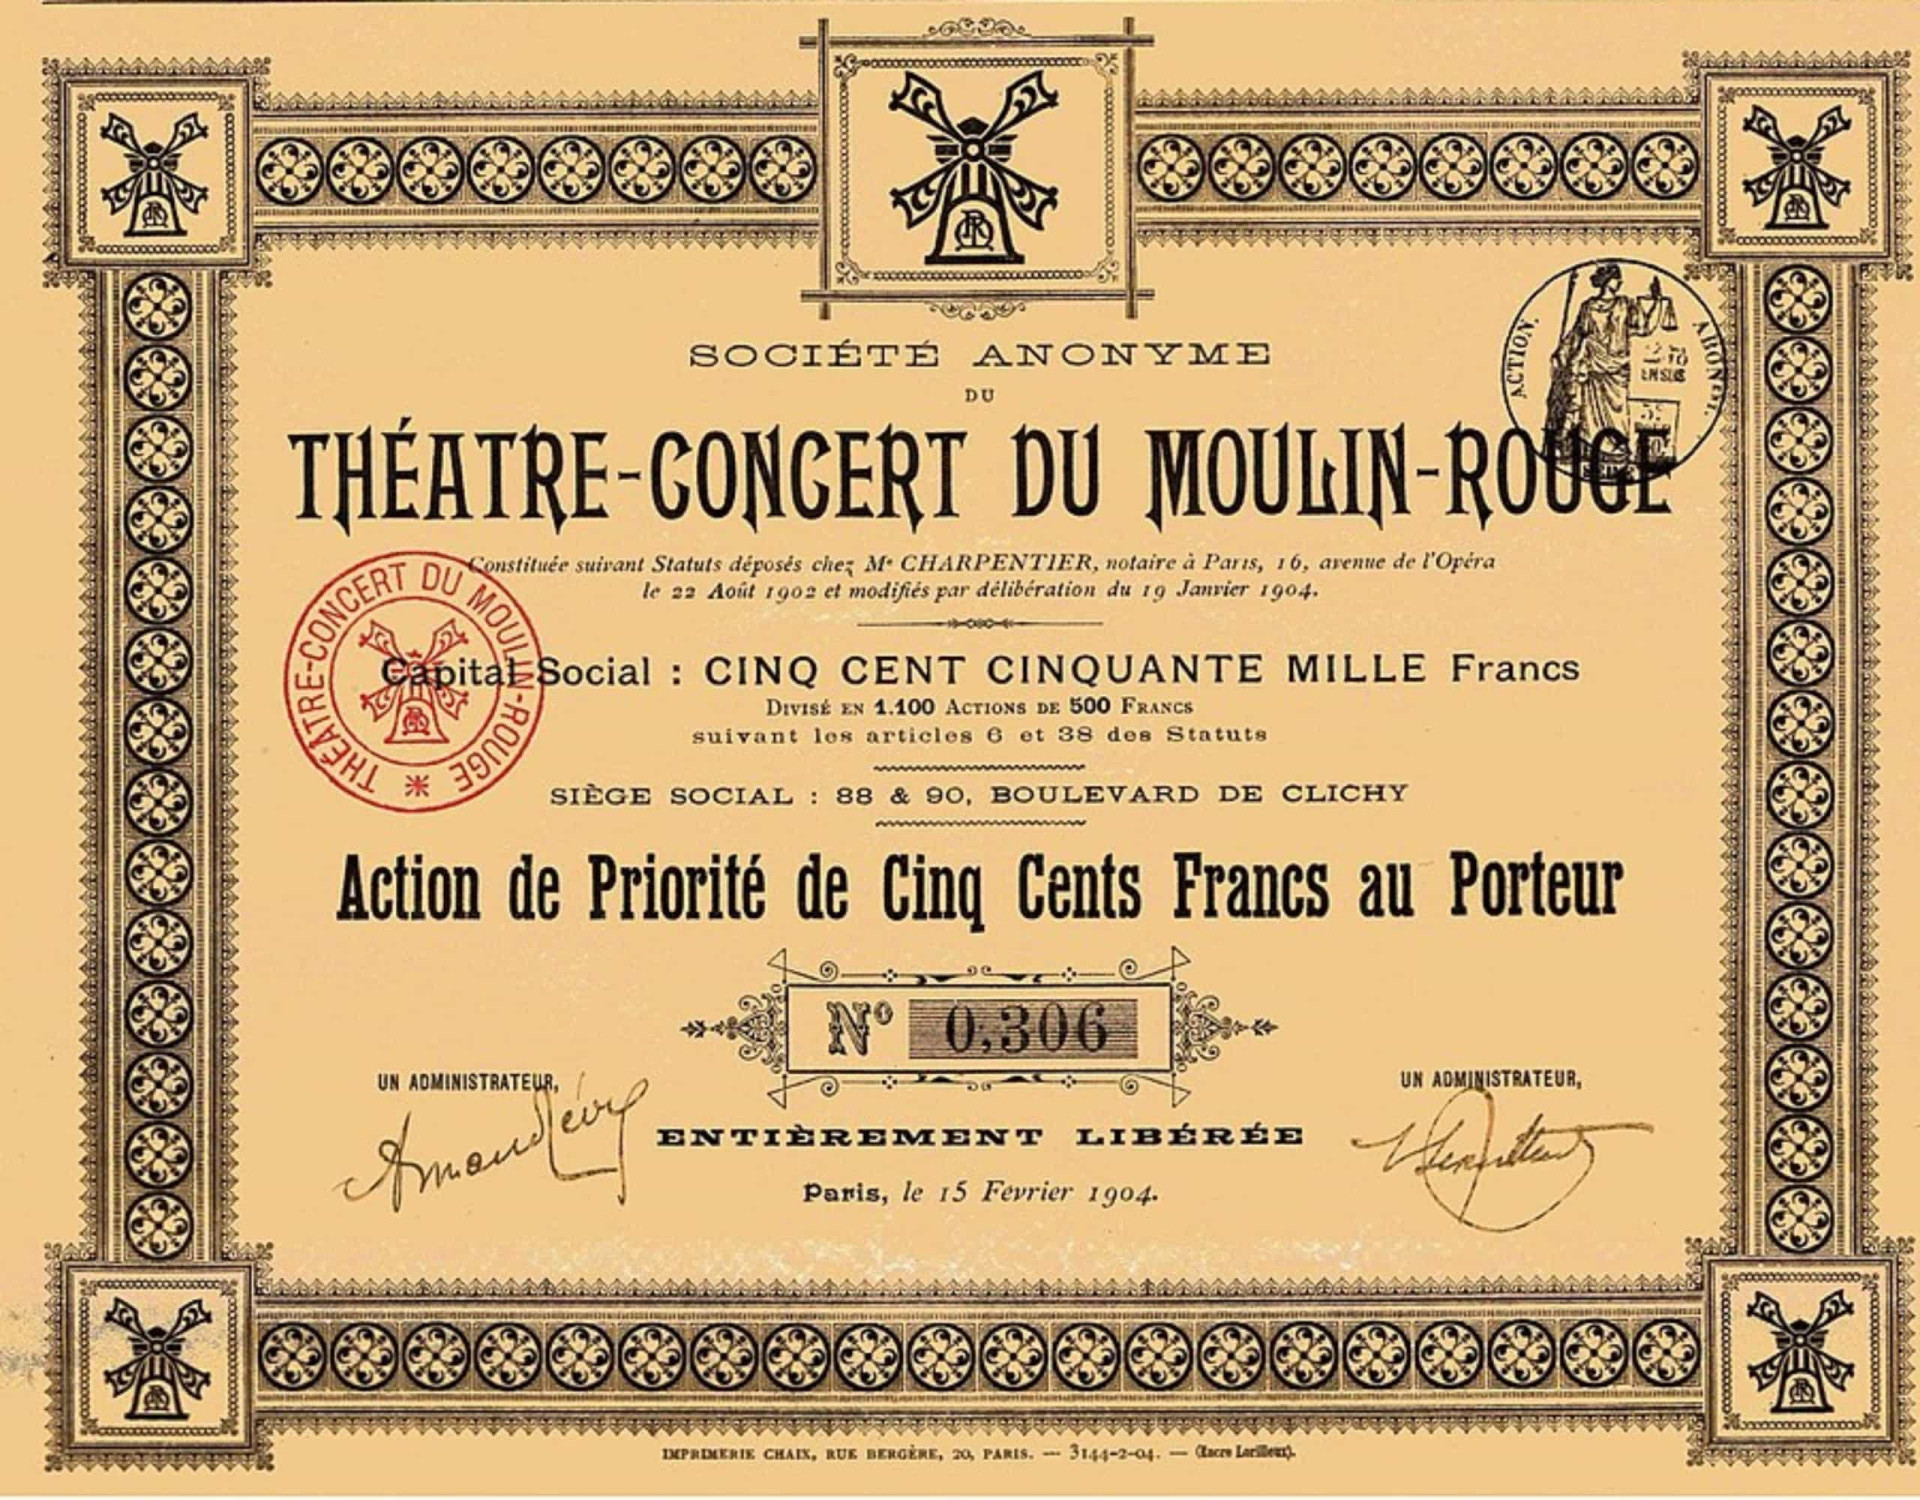 SOCIÉTÉ ANONYME
DU
THÉATRE-CONCERT DU MOULIN-ROUGE
ACTION.
ABONEST.
Constituée suivant Statuts déposés chez Me CHARPENTIER, notaire à Paris, 16, avenue de l'Opéra
le 22 Août 1902 et modifiés par délibération du 19 Janvier 1904.
THÉATRE-CONCERT DU MOULIN-ROUGE
Capital Social : CINQ CENT CINQUANTE MILLE Francs
DIVISÉ EN 1.100 ACTIONS DE 500 FRANCS
suivant les articles 6 et 38 des Statuts
SIÈGE SOCIAL : 88 & 90, BOULEVARD DE CLICHY
Action de Priorité de Cinq Cents Francs au Porteur
No 0,306
UN ADMINISTRATEUR,
UN ADMINISTRATEUR,
ENTIÈREMENT LIBÉRÉE
Paris, le 15 Février 1904.
IMPRIMERIE CHAIX, RUE BERGÈRE, 20, PARIS. — 3144-2-04. — (Encre Lorilleux).